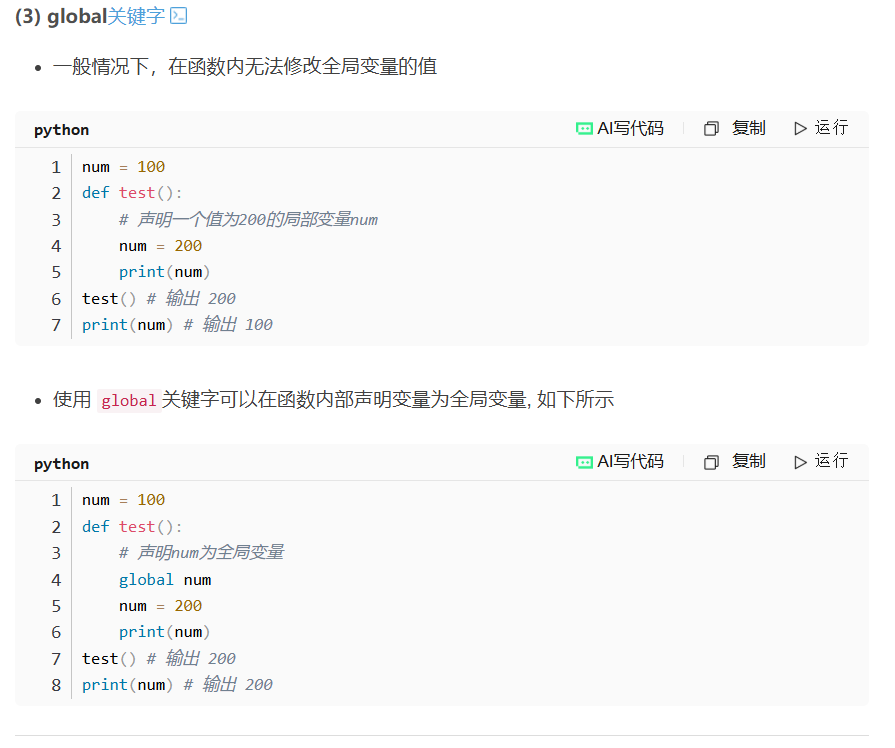 (3) global关键字
一般情况下，在函数内无法修改全局变量的值
python AI写代码 复制 运行
1 num = 100
2 def test():
3     # 声明一个值为200的局部变量num
4     num = 200
5     print(num)
6 test() # 输出 200
7 print(num) # 输出 100
使用 global关键字可以在函数内部声明变量为全局变量, 如下所示
python AI写代码 复制 运行
1 num = 100
2 def test():
3     # 声明num为全局变量
4     global num
5     num = 200
6     print(num)
7 test() # 输出 200
8 print(num) # 输出 200